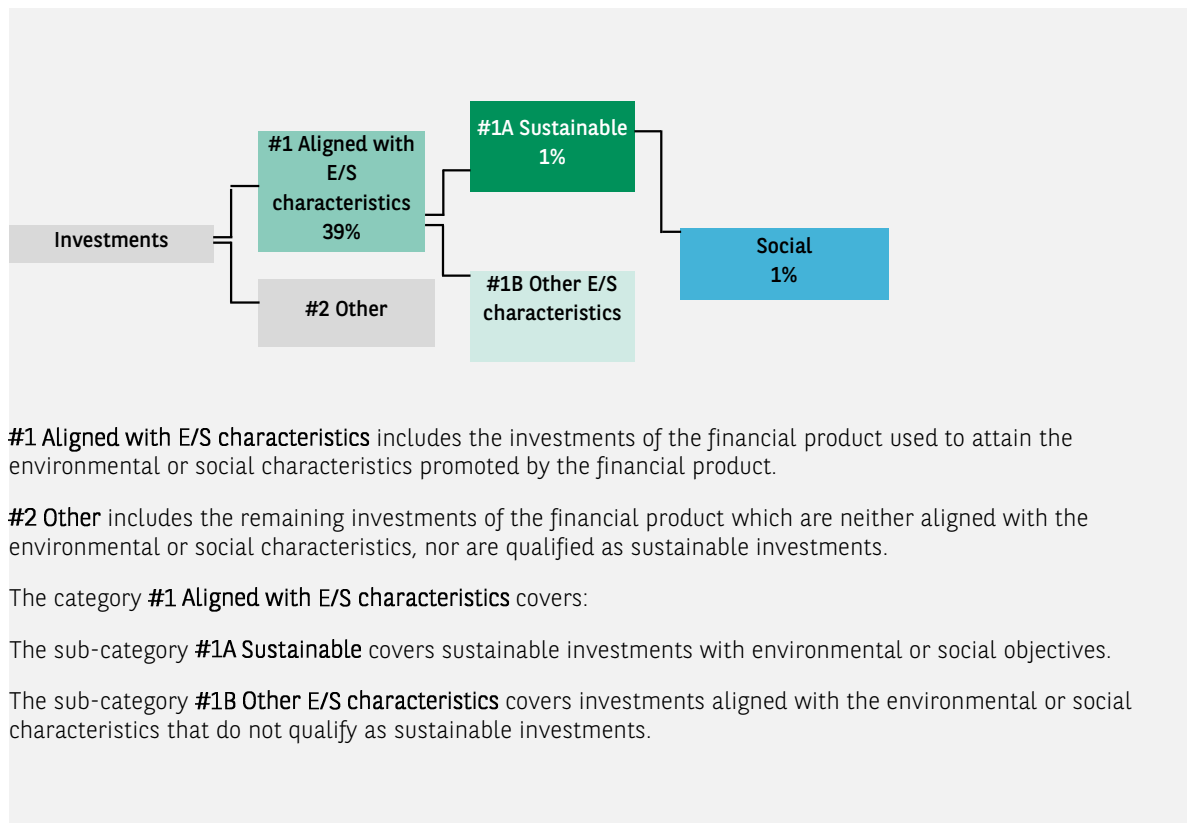 #1A Sustainable
1%
#1 Aligned with
E/S
characteristics
39%
Investments
Social
1%
#1B Other E/S
characteristics
#2 Other
#1 Aligned with E/S characteristics includes the investments of the financial product used to attain the
environmental or social characteristics promoted by the financial product.
#2 Other includes the remaining investments of the financial product which are neither aligned with the
environmental or social characteristics, nor are qualified as sustainable investments.
The category #1 Aligned with E/S characteristics covers:
The sub-category #1A Sustainable covers sustainable investments with environmental or social objectives.
The sub-category #1B Other E/S characteristics covers investments aligned with the environmental or social
characteristics that do not qualify as sustainable investments.